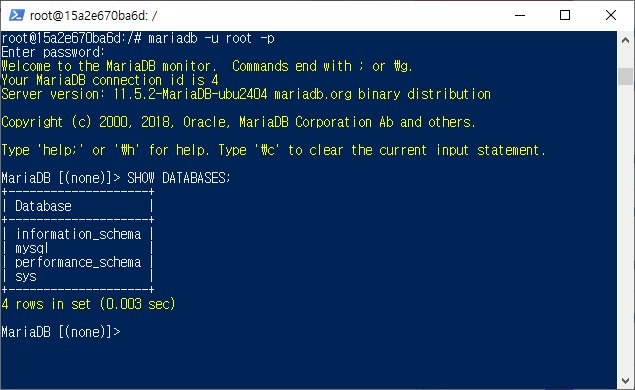 root@15a2e670ba6d: /
root@15a2e670ba6d:/# mariadb -u root -p
Enter password:
Welcome to the MariaDB monitor.  Commands end with ; or ₩g.
Your MariaDB connection id is 4
Server version: 11.5.2-MariaDB-ubu2404 mariadb.org binary distribution
Copyright (c) 2000, 2018, Oracle, MariaDB Corporation Ab and others.
Type 'help;' or '₩h' for help. Type '₩c' to clear the current input statement.
MariaDB [(none)]> SHOW DATABASES;
+--------------------+
| Database           |
+--------------------+
| information_schema |
| mysql              |
| performance_schema |
| sys                |
+--------------------+
4 rows in set (0.003 sec)
MariaDB [(none)]>